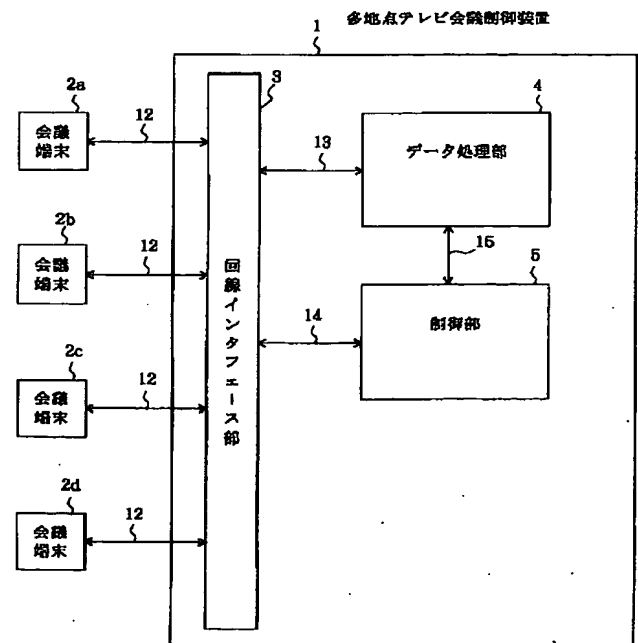 多地点テレビ会議制御装置
1
3
2a
会議
端末
12
4
データ処理部
13
15
2b
会議
端末
12
5
制御部
14
回線インタフェース部
2c
会議
端末
12
2d
会議
端末
12